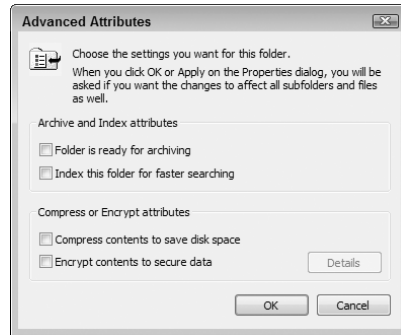 Advanced Attributes
Choose the settings you want for this folder.
When you click OK or Apply on the Properties dialog, you will be
asked if you want the changes to affect all subfolders and files
as well.
Archive and Index attributes
Folder is ready for archiving
Index this folder for faster searching
Compress or Encrypt attributes
Compress contents to save disk space
Encrypt contents to secure data
Details
OK
Cancel